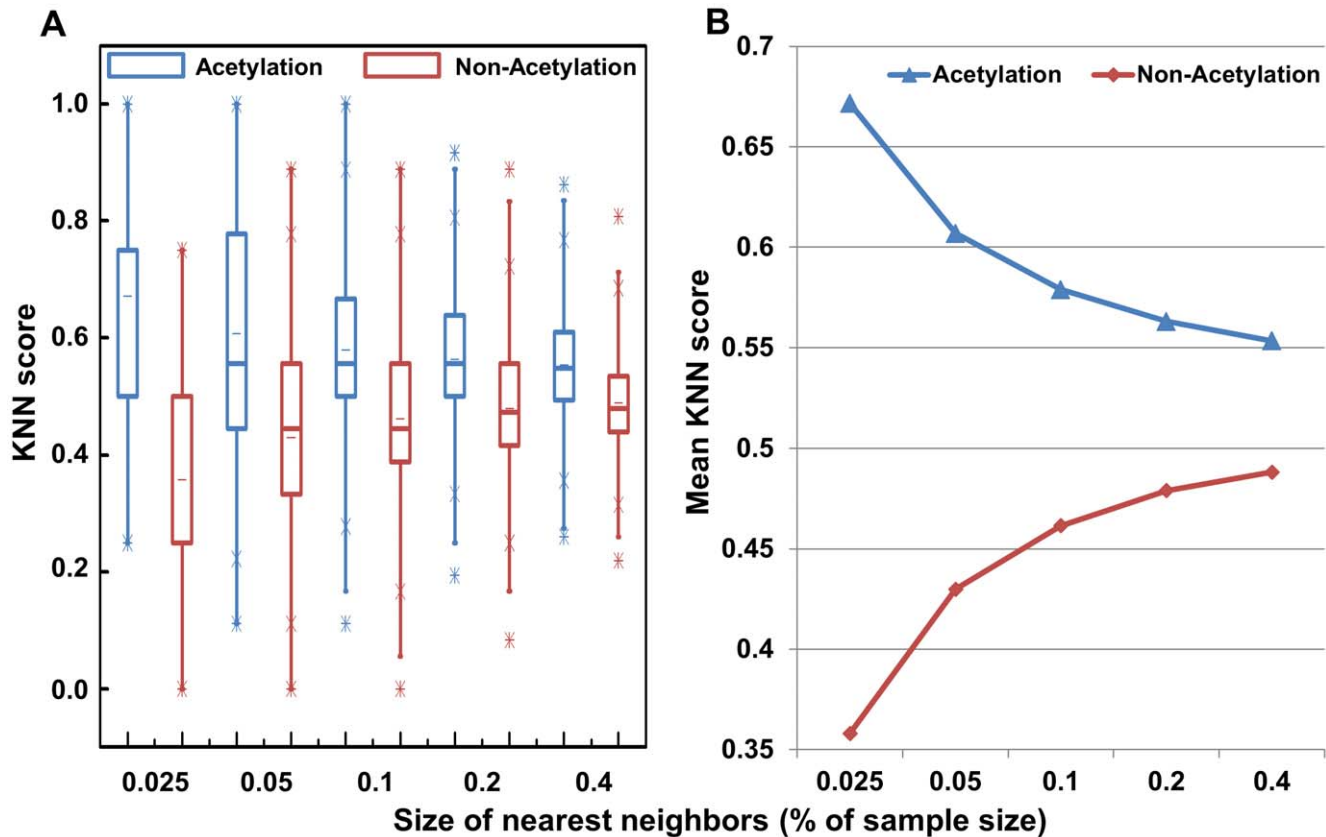 A
Acetylation Non-Acetylation
1.0
0.8
0.6
0.4
0.2
0.0
KNN score
0.025 0.05 0.1 0.2 0.4
B
Acetylation Non-Acetylation
0.7
0.65
0.6
0.55
0.5
0.45
0.4
0.35
Mean KNN score
0.025 0.05 0.1 0.2 0.4
Size of nearest neighbors (% of sample size)